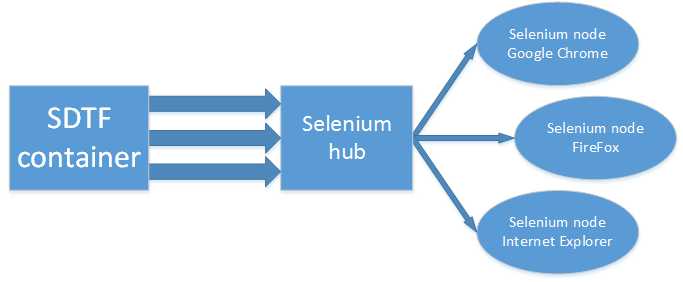 SDTF
container
Selenium
hub
Selenium node
Google Chrome
Selenium node
FireFox
Selenium node
Internet Explorer